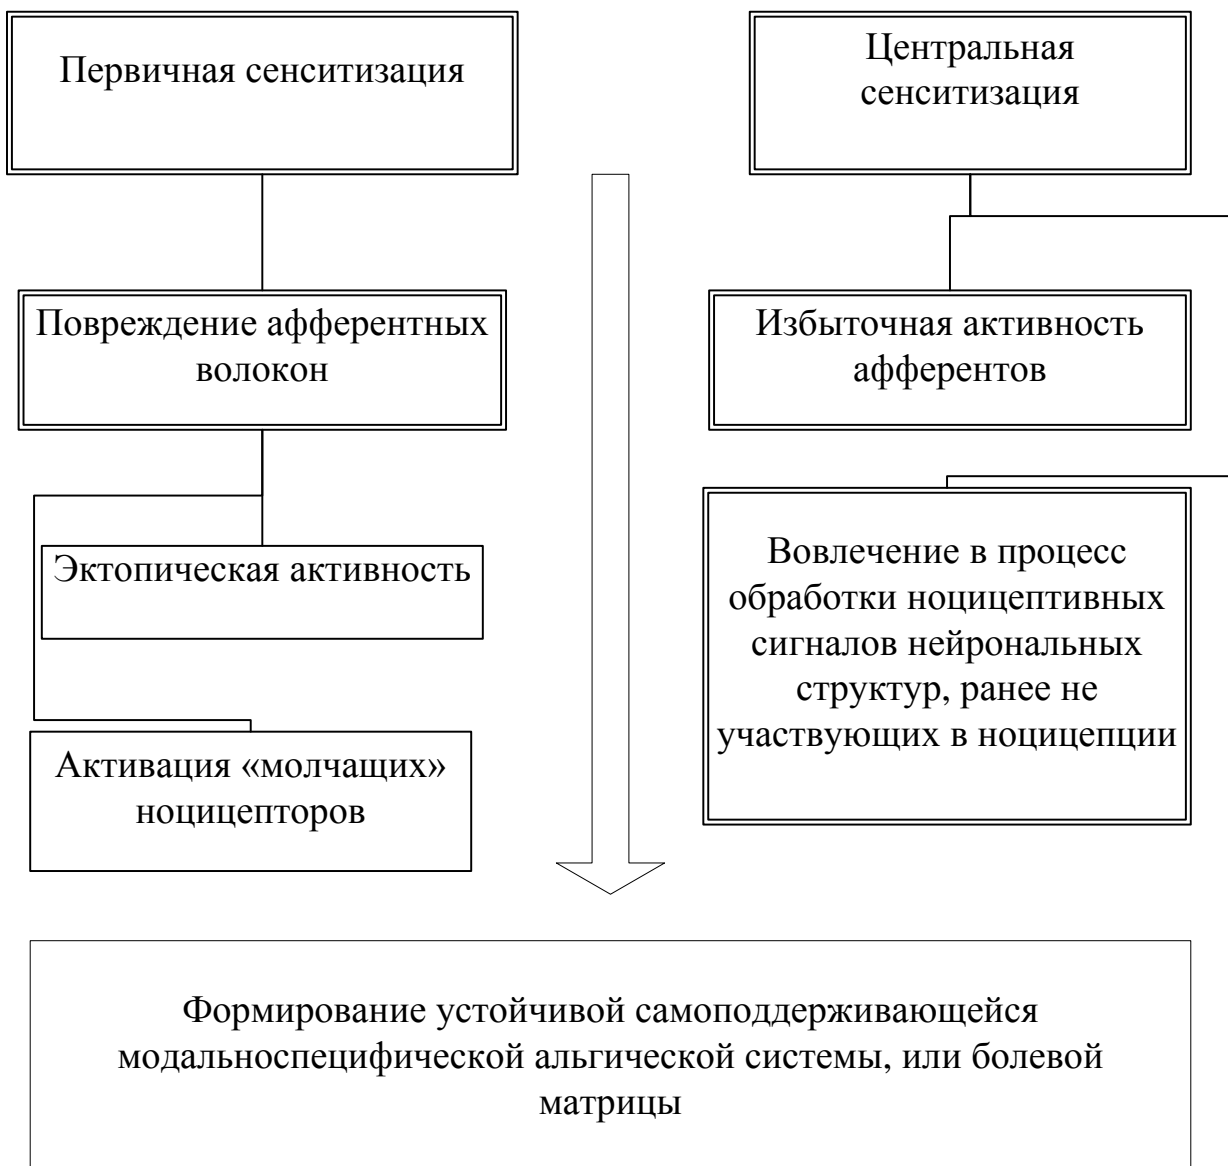 Первичная сенситизация
Центральная
сенситизация
Повреждение афферентных
волокон
Избыточная активность
афферентов
Эктопическая активность
Вовлечение в процесс
обработки ноцицептивных
сигналов нейрональных
структур, ранее не
участвующих в ноцицепции
Активация «молчащих»
ноцицепторов
Формирование устойчивой самоподдерживающейся
модальноспецифической альгической системы, или болевой
матрицы